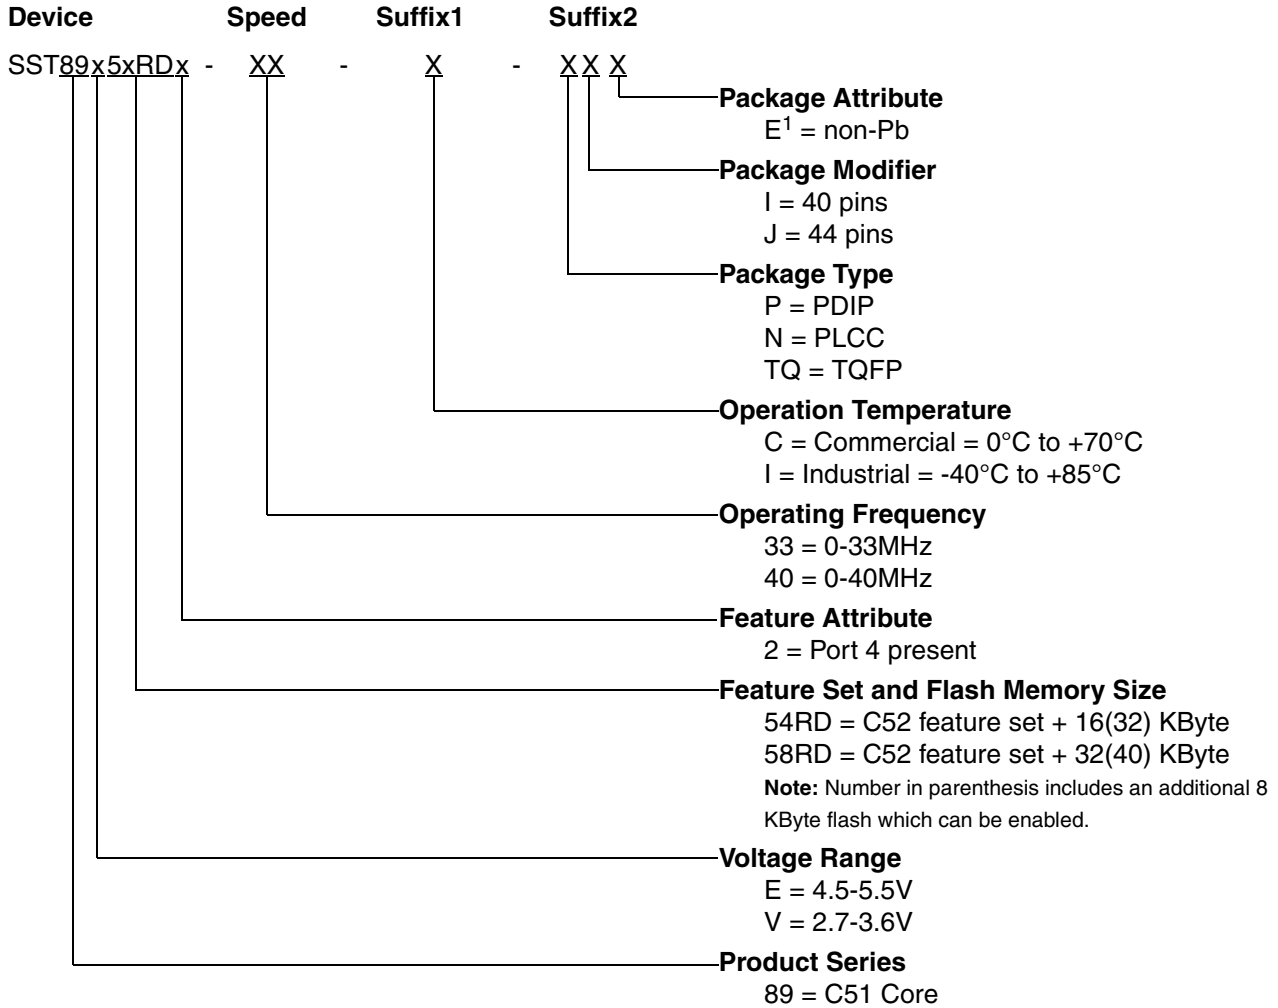 Device Speed Suffix1 Suffix2
SST89x5xRDx - XX - X - XX X
Package Attribute
E1 = non-Pb
Package Modifier
I = 40 pins
J = 44 pins
Package Type
P = PDIP
N = PLCC
TQ = TQFP
Operation Temperature
C = Commercial = 0°C to +70°C
I = Industrial = -40°C to +85°C
Operating Frequency
33 = 0-33MHz
40 = 0-40MHz
Feature Attribute
2 = Port 4 present
Feature Set and Flash Memory Size
54RD = C52 feature set + 16(32) KByte
58RD = C52 feature set + 32(40) KByte
Note: Number in parenthesis includes an additional 8
KByte flash which can be enabled.
Voltage Range
E = 4.5-5.5V
V = 2.7-3.6V
Product Series
89 = C51 Core